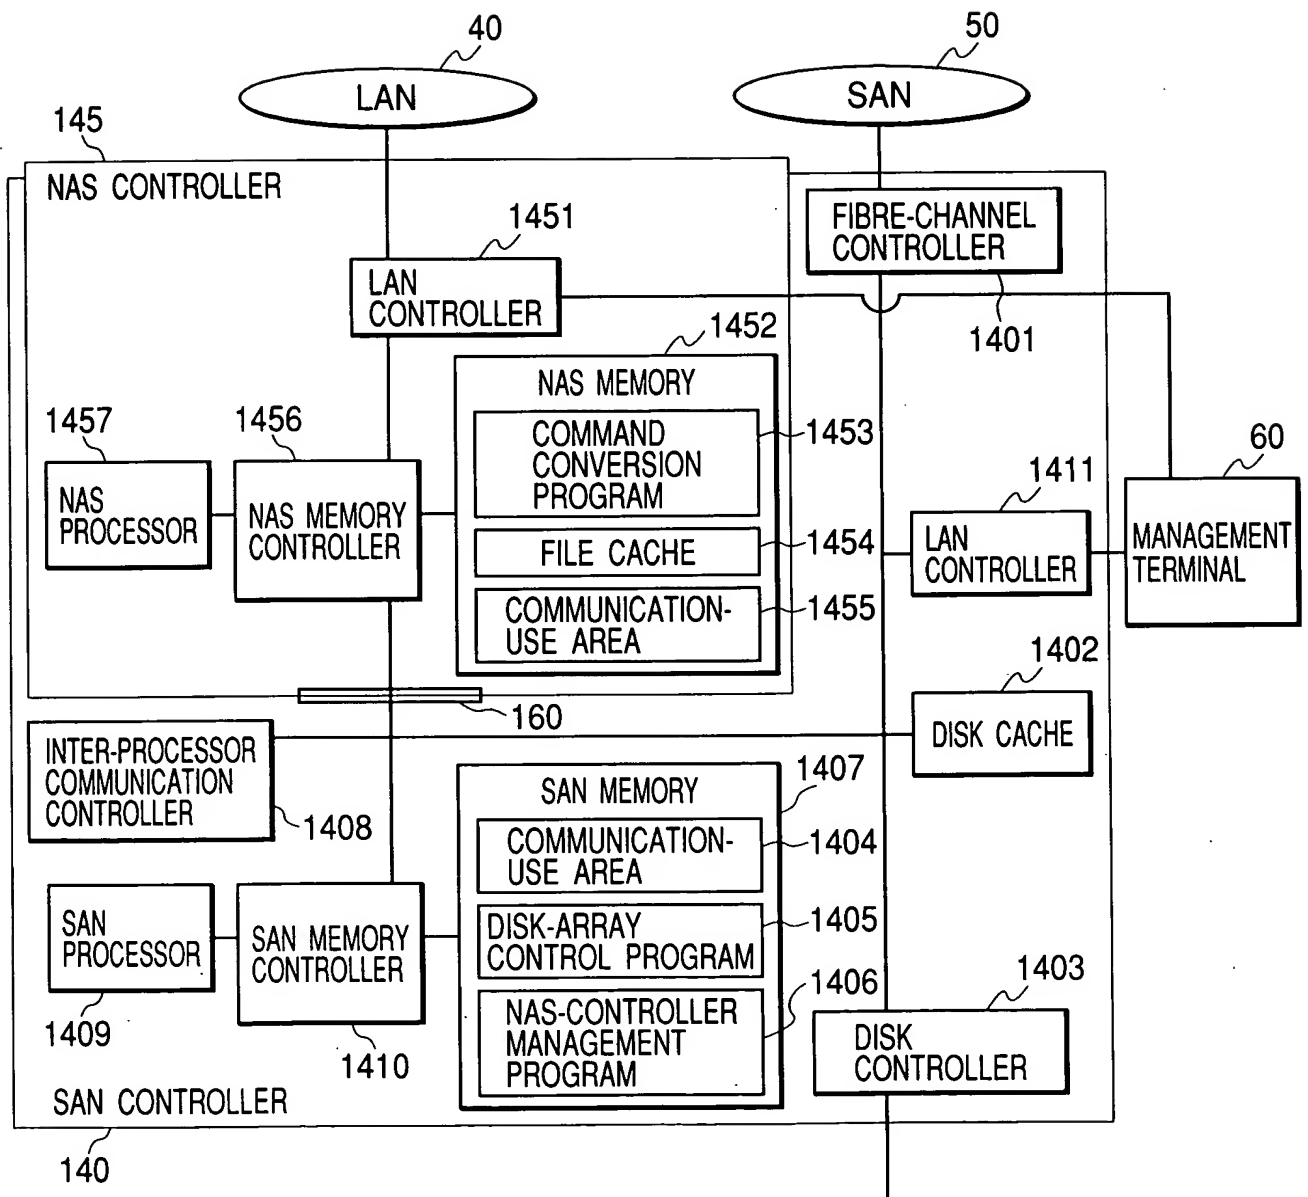 40
50
LAN
SAN
145
NAS CONTROLLER
FIBRE-CHANNEL
CONTROLLER
1451
LAN
CONTROLLER
1401
1452
NAS MEMORY
1457
1456
COMMAND
CONVERSION
PROGRAM
1453
60
NAS
PROCESSOR
NAS MEMORY
CONTROLLER
1411
FILE CACHE
1454
LAN
CONTROLLER
MANAGEMENT
TERMINAL
COMMUNICATION-
USE AREA
1455
1402
160
DISK CACHE
INTER-PROCESSOR
COMMUNICATION
CONTROLLER
1408
SAN MEMORY
1407
COMMUNICATION-
USE AREA
1404
SAN
PROCESSOR
SAN MEMORY
CONTROLLER
DISK-ARRAY
CONTROL PROGRAM
1405
1403
1409
1410
NAS-CONTROLLER
MANAGEMENT
PROGRAM
1406
DISK
CONTROLLER
SAN CONTROLLER
140